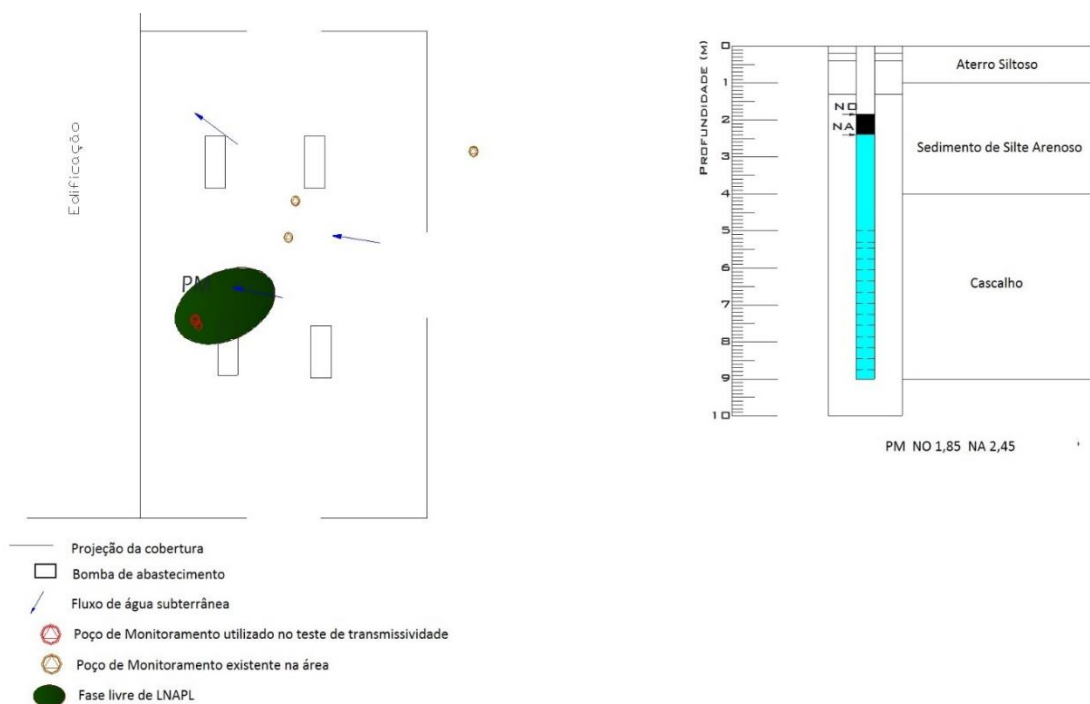 Edificação
PM
Projeção da cobertura
Bomba de abastecimento
Fluxo de água subterrânea
Poço de Monitoramento utilizado no teste de transmissividade
Poço de Monitoramento existente na área
Fase livre de LNAPL
PROFUNDIDADE (M)
0
1
2
3
4
5
6
7
8
9
10
NO
NA
Aterro Siltoso
Sedimento de Silte Arenoso
Cascalho
PM NO 1,85 NA 2,45